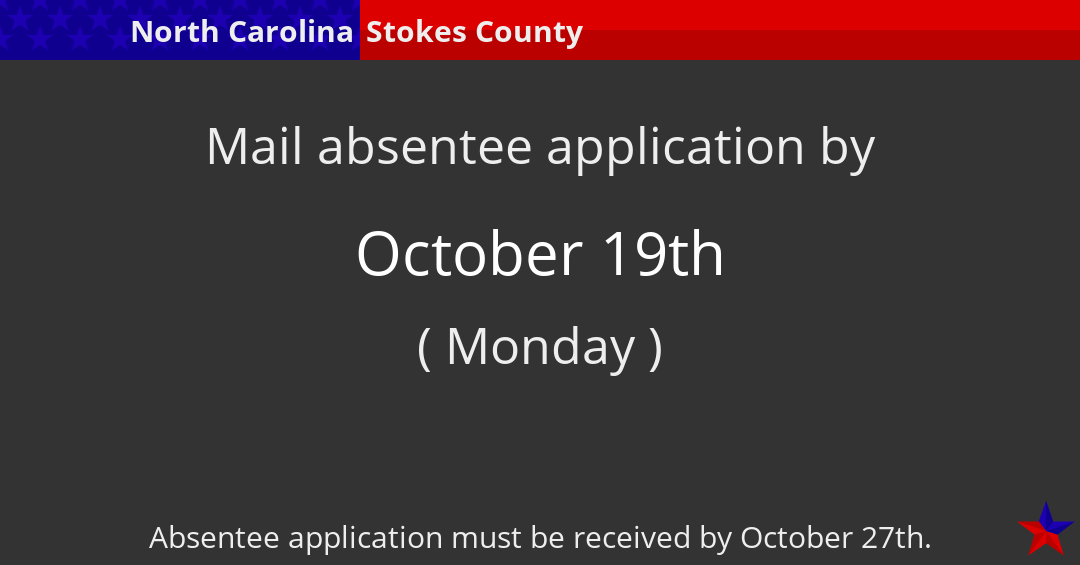 North Carolina Stokes County
Mail absentee application by
October 19th
( Monday )
Absentee application must be received by October 27th.